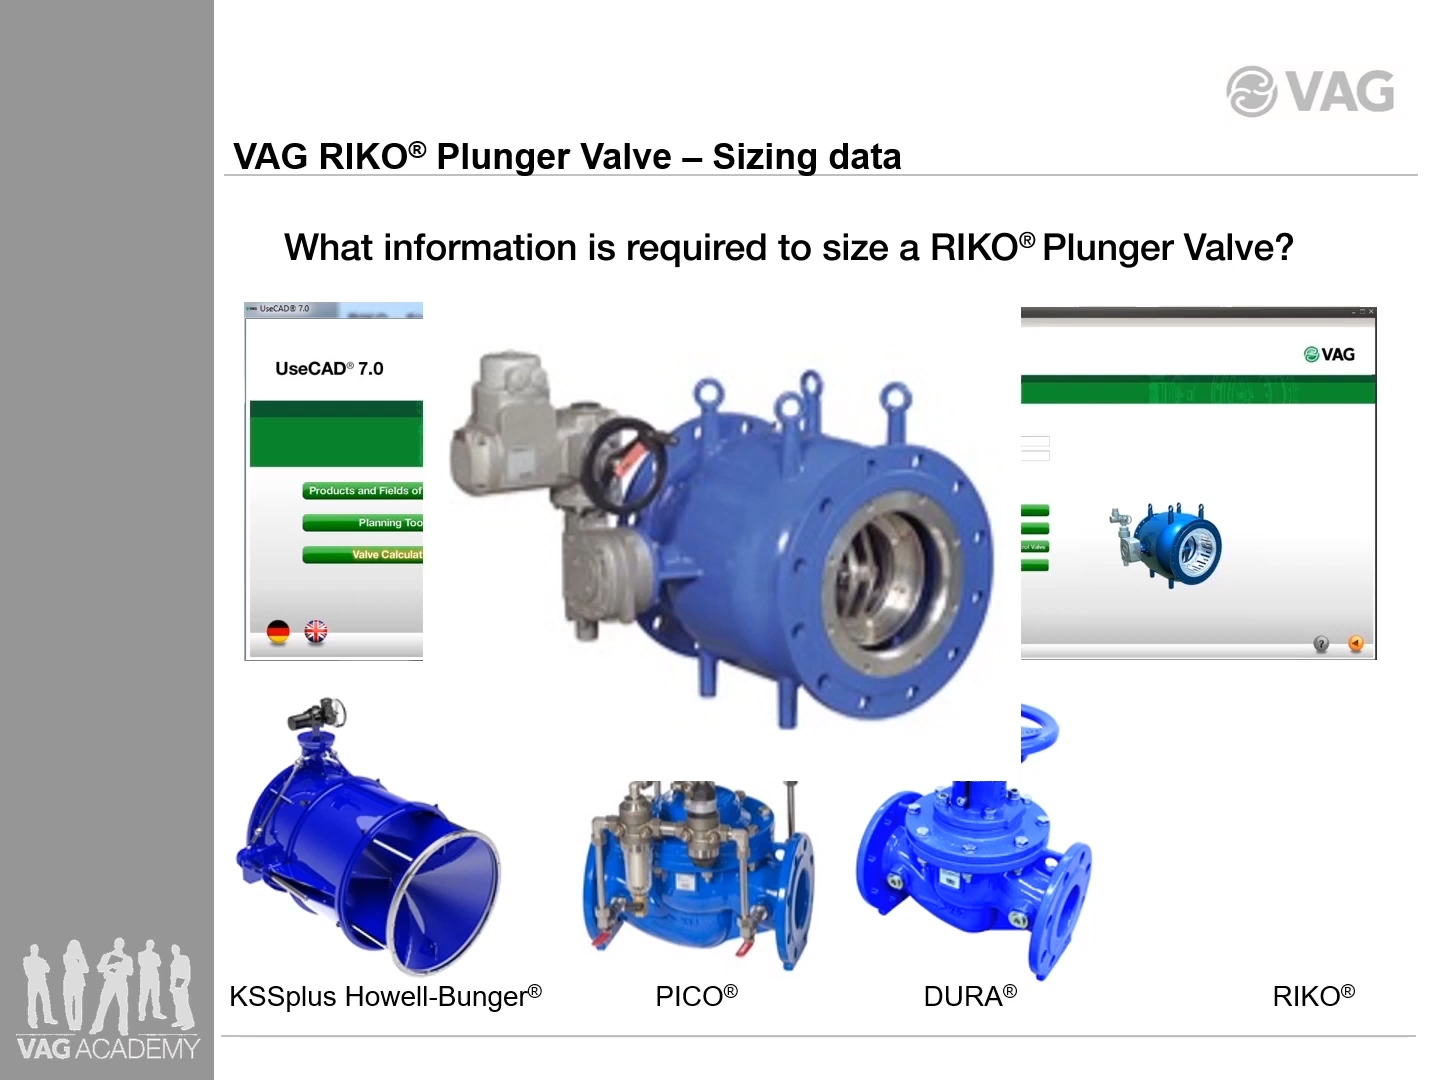 VAG
VAG RIKO® Plunger Valve – Sizing data
What information is required to size a RIKO® Plunger Valve?
UseCAD® 7.0
UseCAD® 7.0
VAG
Products and Fields of
Planning Too
Valve Calculat
rol Valve
?
KSSplus Howell-Bunger®
PICO®
DURA®
RIKO®
VAG ACADEMY